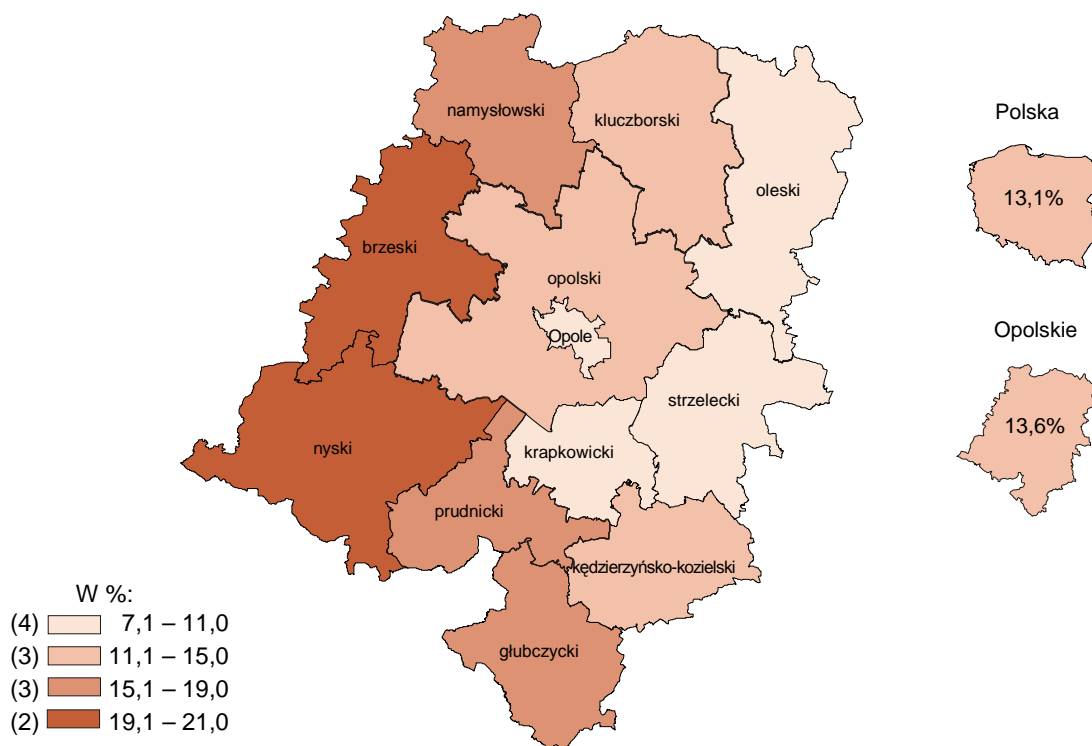 namysłowski
kluczborski
Polska
oleski
13,1%
brzeski
opolski
Opole
Opolskie
strzelecki
13,6%
nyski
krapkowicki
prudnicki
kędzierzyńsko-kozielski
głubczycki
W %:
(4) 7,1 – 11,0
(3) 11,1 – 15,0
(3) 15,1 – 19,0
(2) 19,1 – 21,0